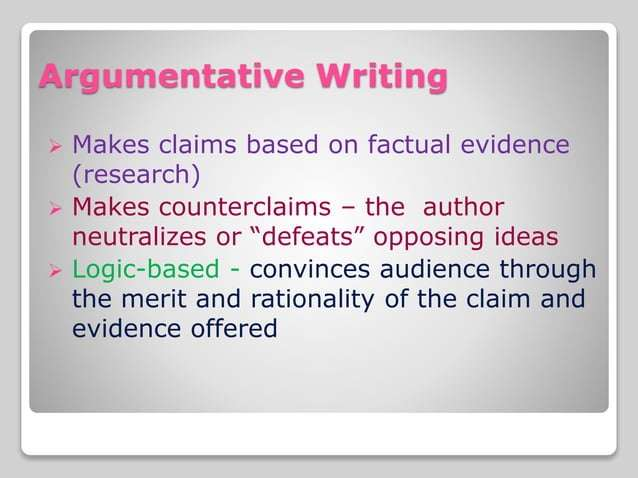 Argumentative Writing
➢ Makes claims based on factual evidence
(research)
➢ Makes counterclaims – the  author
neutralizes or “defeats” opposing ideas
➢ Logic-based - convinces audience through
the merit and rationality of the claim and
evidence offered